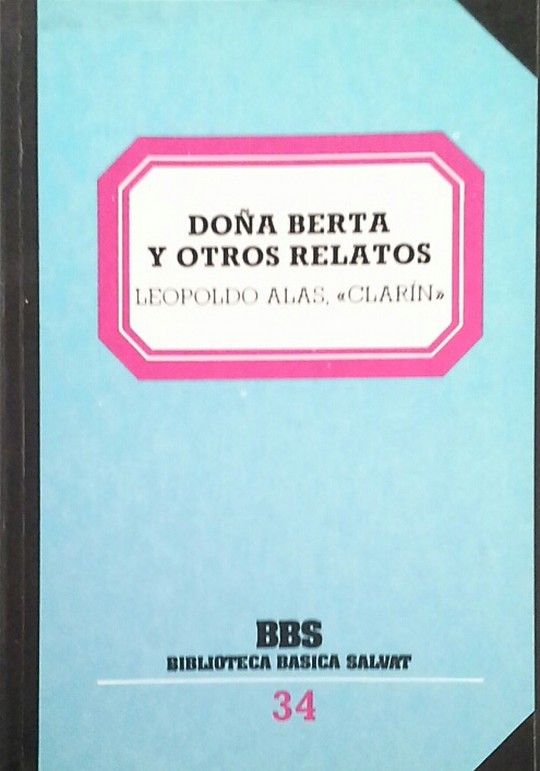 DOÑA BERTA
Y OTROS RELATOS
LEOPOLDO ALAS, «CLARÍN»
BBS
BIBLIOTECA BASICA SALVAT
34